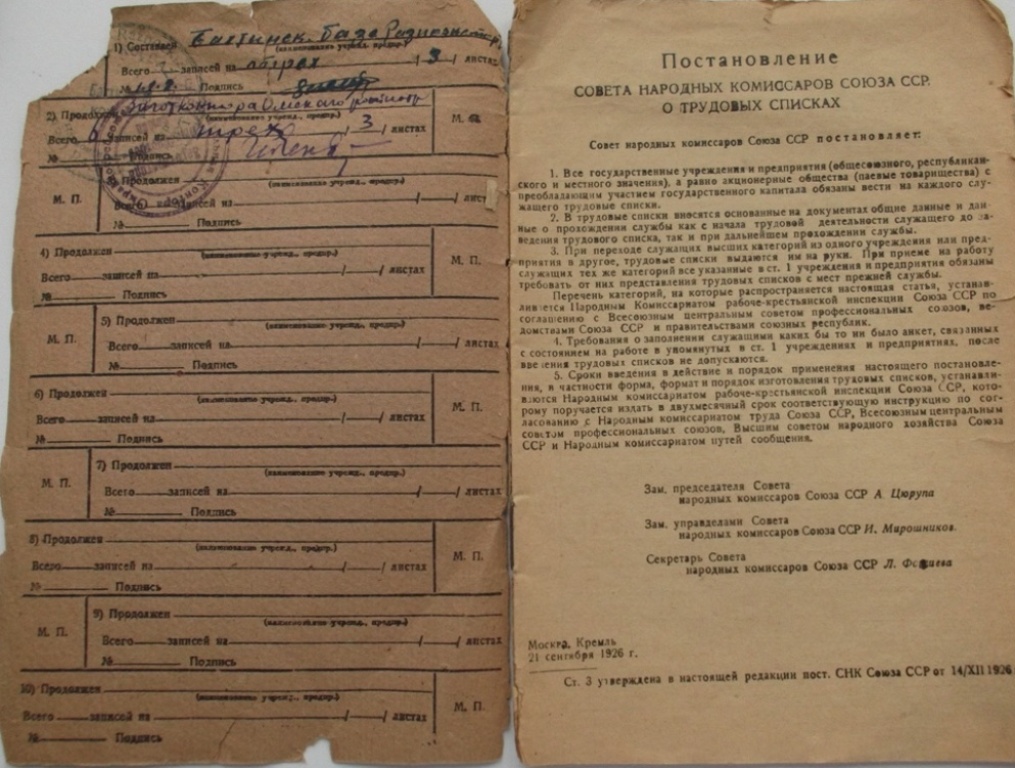 1) Составлен
(наименование учрежд. предпр.)
Всего записей на 3 листах
№ Подпись
2) Продолжен Омского
(наименование учрежд., предпр.)
Всего записей на трех 3 листах
М. П.
№ Подпись
Продолжен
М. П.
(наименование учрежд., предпр.)
Всего записей на лист
№ Подпись
4) Продолжен
(наименование учрежд., предпр.)
М. П.
Всего записей на листах
№ Подпись
5) Продолжен
(наименование учрежд., предпр.)
М. П.
Всего записей на листах
№ Подпись
6) Продолжен
(наименование учрежд., предпр.)
М. П.
Всего записей на листах
№ Подпись
7) Продолжен
(наименование учрежд., предпр.)
М. П.
Всего записей на листах
№ Подпись
8) Продолжен
(наименование учрежд., предпр.)
М. П.
Всего записей на листах
№ Подпись
9) Продолжен
(наименование учрежд., предпр.)
М. П.
Всего записей на листах
№ Подпись
10) Продолжен
(наименование учрежд., предпр.)
М. П.
Всего записей на листах
№ Подпись
Постановление
СОВЕТА НАРОДНЫХ КОМИССАРОВ СОЮЗА ССР.
О ТРУДОВЫХ СПИСКАХ
Совет народных комиссаров Союза ССР постановляет:
1. Все государственные учреждения и предприятия (общесоюзного, республикан-
ского и местного значения), а равно акционерные общества (паевые товарищества) с
преобладающим участием государственного капитала обязаны вести на каждого слу-
жащего трудовые списки.
2. В трудовые списки вносятся основанные на документах общие данные и дан-
ные о прохождении службы как с начала трудовой деятельности служащего до за-
ведения трудового списка, так и при дальнейшем прохождении службы.
3. При переходе служащих высших категорий из одного учреждения или пред-
приятия в другое, трудовые списки выдаются им на руки. При приеме на работу
служащих тех же категорий все указанные в ст. 1 учреждения и предприятия обязаны
требовать от них представления трудовых списков с мест прежней службы.
Перечень категорий, на которые распространяется настоящая статья, устанав-
ливается Народным Комиссариатом рабоче-крестьянской инспекции Союза ССР по
соглашению с Всесоюзным центральным советом профессиональных союзов, ве-
домствами Союза ССР и правительствами союзных республик.
4. Требования о заполнении служащими каких бы то ни было анкет, связанных
с состоянием на работе в упомянутых в ст. 1 учреждениях и предприятиях, после
введения трудовых списков не допускаются.
5. Сроки введения в действие и порядок применения настоящего постановле-
ния, и частности форма, формат и порядок изготовления трудовых списков, устанавли-
ваются Народным Комиссариатом рабоче-крестьянской инспекции Союза ССР, кото-
рому поручается издать в двухмесячный срок соответствующую инструкцию по сог-
ласованию с Народным комиссариатом труда Союза ССР, Всесоюзным центральным
советом профессиональных союзов, Высшим советом народного хозяйства Союза
ССР и Народным комиссариатом путей сообщения.
Зам. председателя Совета
народных комиссаров Союза ССР А. Цюрупа
Зам. управделами Совета
народных комиссаров Союза ССР И. Мирошников.
Секретарь Совета
народных комиссаров Союза ССР Л. Фотиева
Москва, Кремль
21 сентября 1926 г.
Ст. 3 утверждена в настоящей редакции пост. СНК Союза ССР от 14/XII 1926